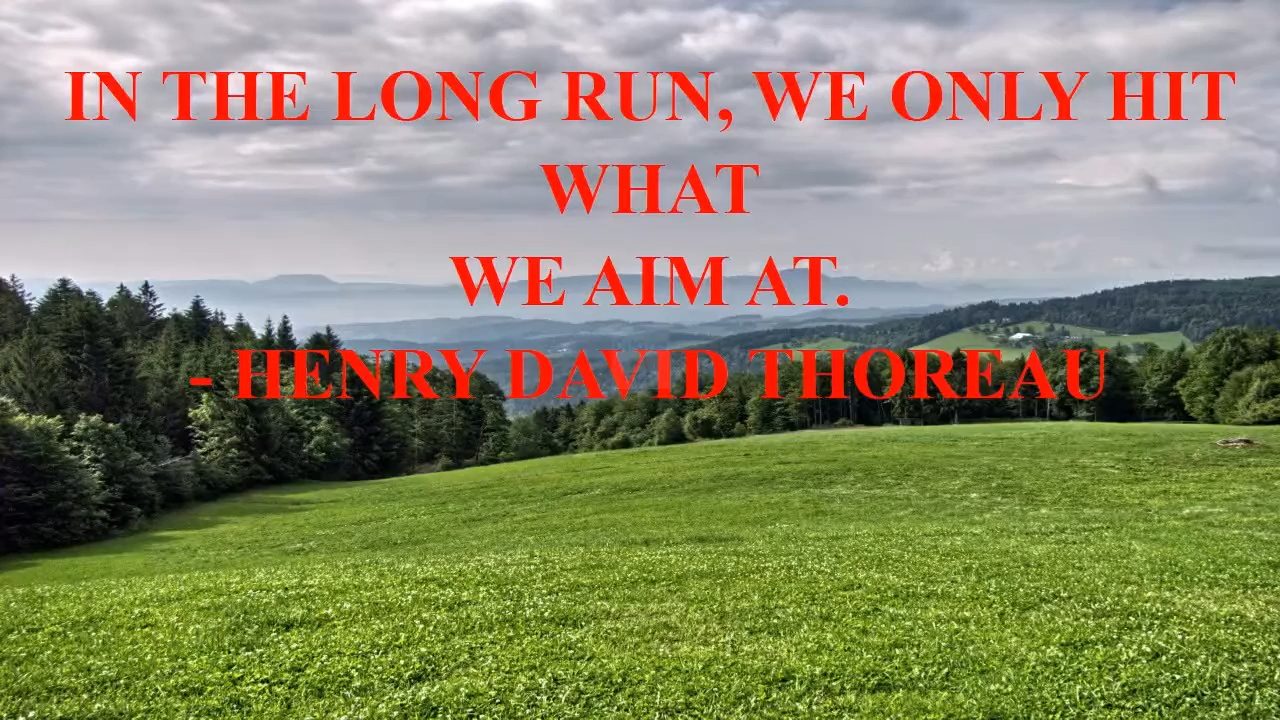 IN THE LONG RUN, WE ONLY HIT
WHAT
WE AIM AT.
- HENRY DAVID THOREAU